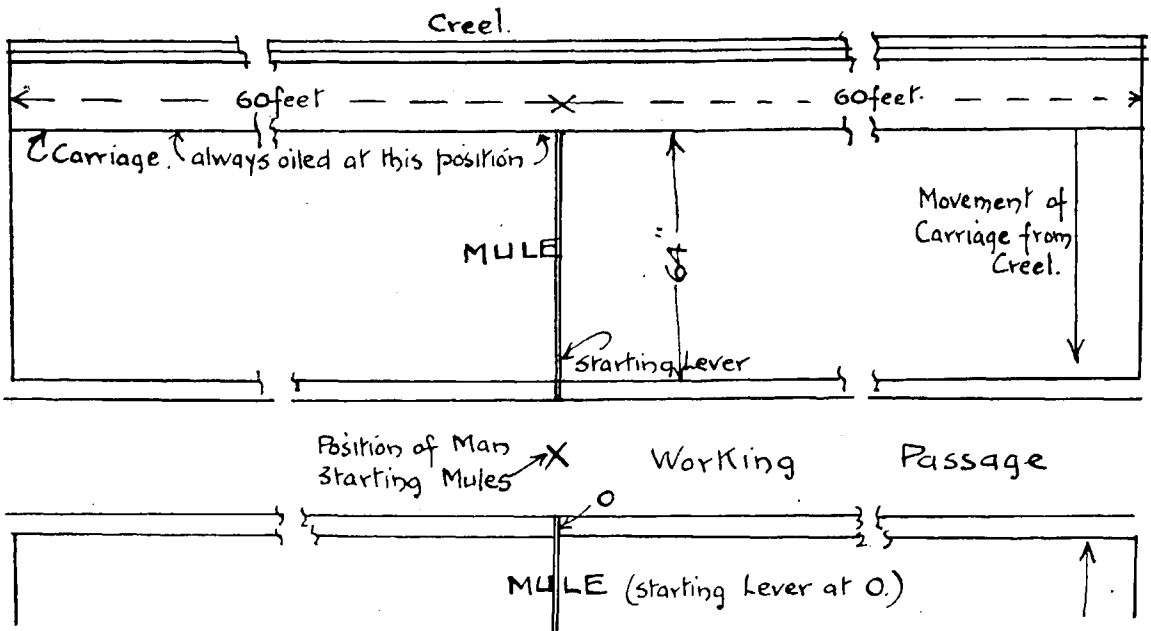 Creel.
60feet
60feet.
Carriage. always oiled at this position
Movement of
Carriage from
Creel.
MULE
64"
Starting Lever
Position of Man
Starting Mules
X
Working Passage
O
MULE (starting Lever at O.)